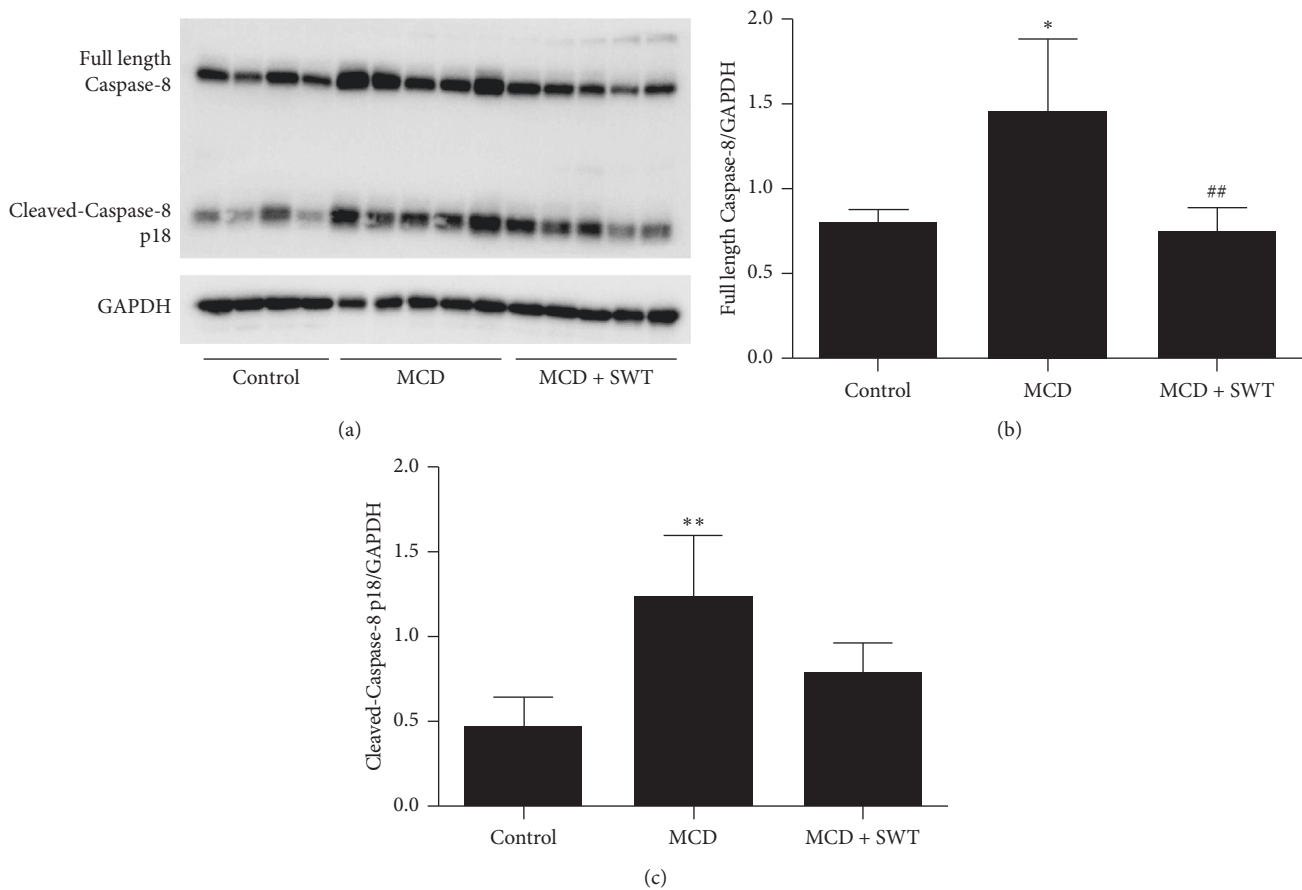 Full length
Caspase-8
Cleaved-Caspase-8
p18
GAPDH
Control
MCD
MCD + SWT
(a)
Full length Caspase-8/GAPDH
2.0
1.5
1.0
0.5
0.0
*
##
Control
MCD
MCD + SWT
(b)
Cleaved-Caspase-8 p18/GAPDH
2.0
1.5
1.0
0.5
0.0
**
Control
MCD
MCD + SWT
(c)